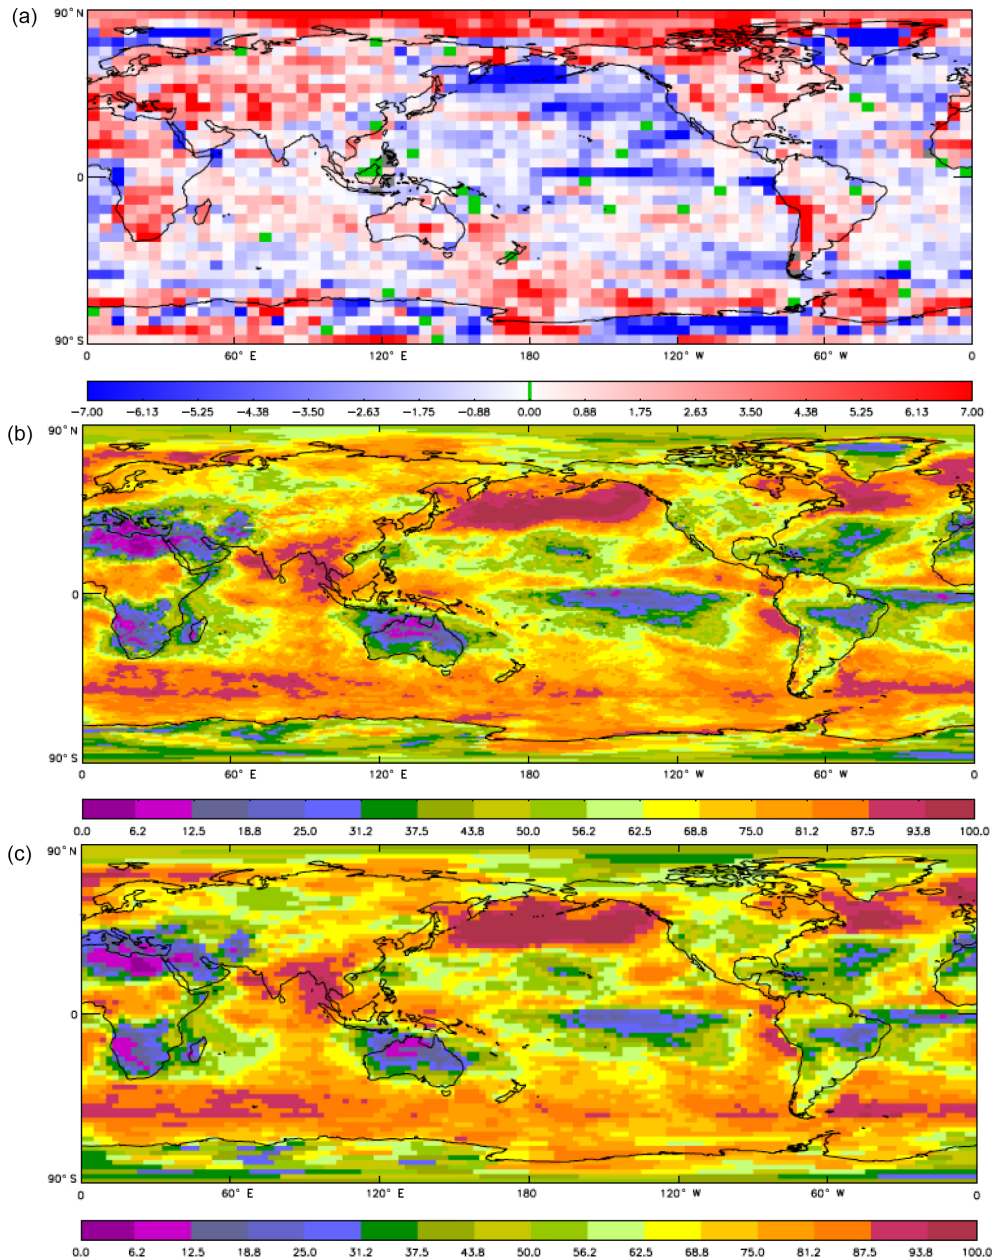 (a)
90° N
0
90° S
0 60° E 120° E 180 120° W 60° W 0
−7.00 −6.13 −5.25 −4.38 −3.50 −2.63 −1.75 −0.88 0.00 0.88 1.75 2.63 3.50 4.38 5.25 6.13 7.00
(b)
90° N
0
90° S
0 60° E 120° E 180 120° W 60° W 0
0.0 6.2 12.5 18.8 25.0 31.2 37.5 43.8 50.0 56.2 62.5 68.8 75.0 81.2 87.5 93.8 100.0
(c)
90° N
0
90° S
0 60° E 120° E 180 120° W 60° W 0
0.0 6.2 12.5 18.8 25.0 31.2 37.5 43.8 50.0 56.2 62.5 68.8 75.0 81.2 87.5 93.8 100.0